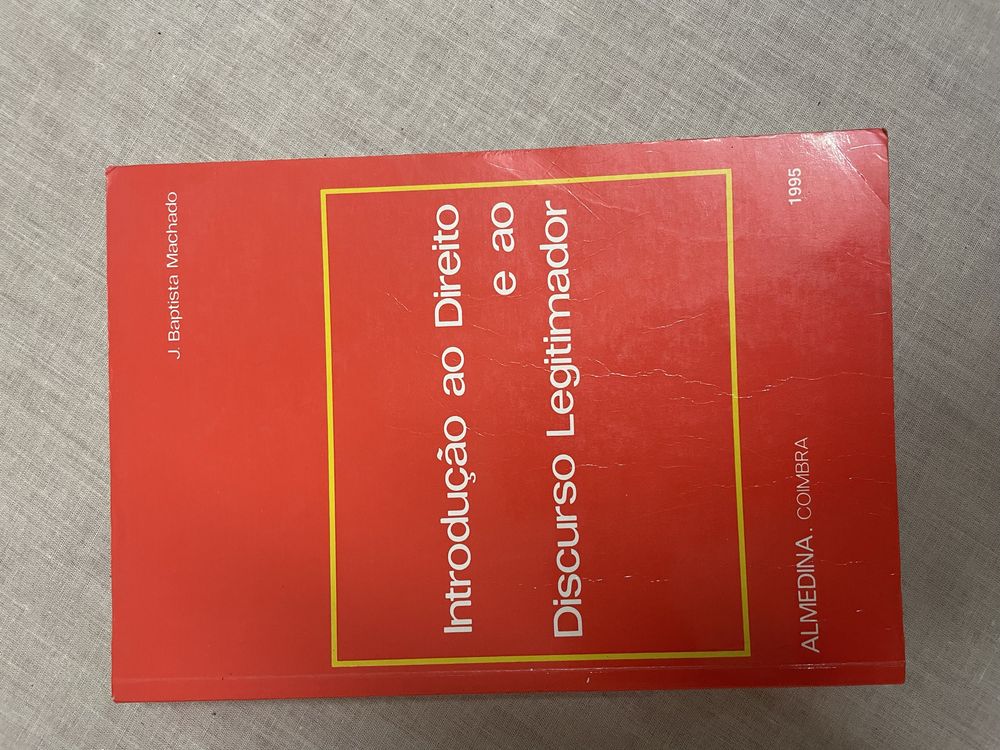 J. Baptista Machado
Introdução ao Direito
e ao
Discurso Legitimador
ALMEDINA. COIMBRA
1995